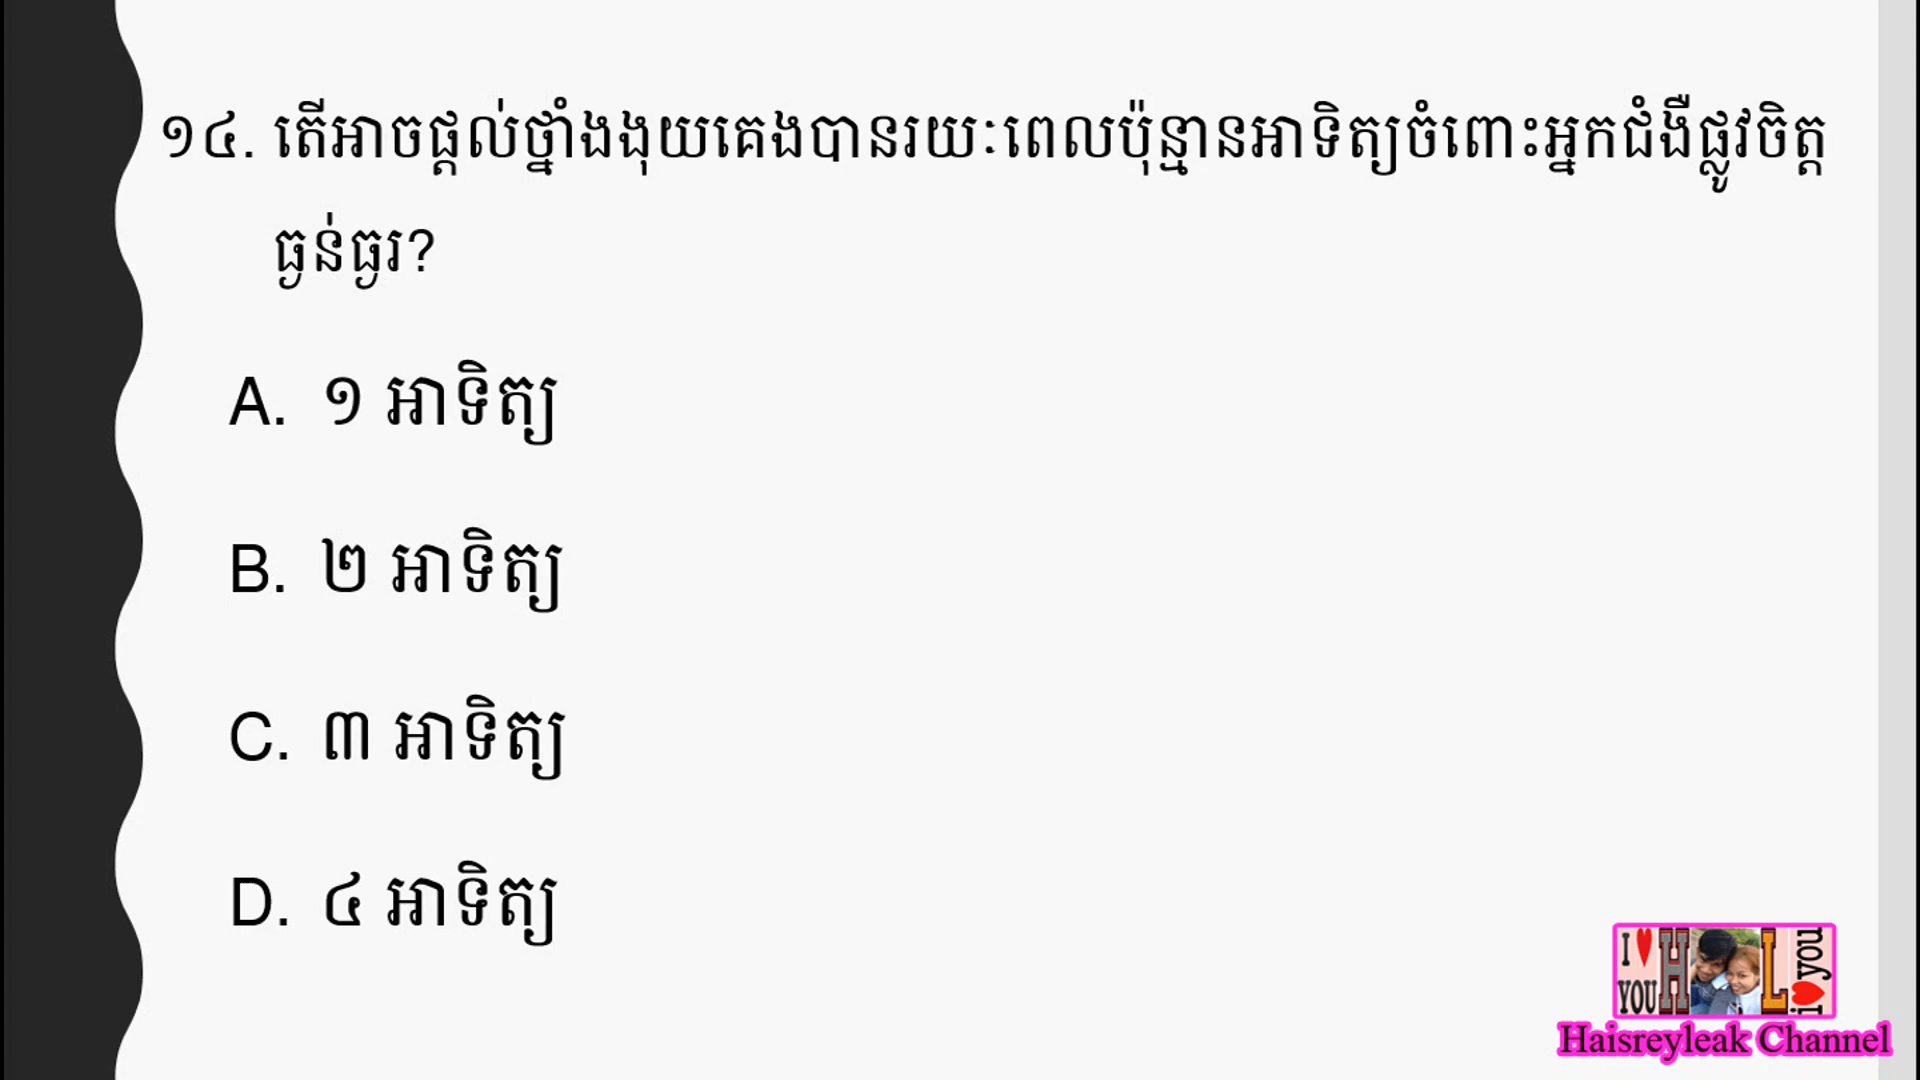 ១៤. តើអាចផ្តល់ថ្នាំងងុយគេងបានរយៈពេលប៉ុន្មានអាទិត្យចំពោះអ្នកជំងឺផ្លូវចិត្ត
ធ្ងន់ធ្ងរ?
A. ១ អាទិត្យ
B. ២ អាទិត្យ
C. ៣ អាទិត្យ
D. ៤ អាទិត្យ
I YOU H L i you
Haisreyleak Channel